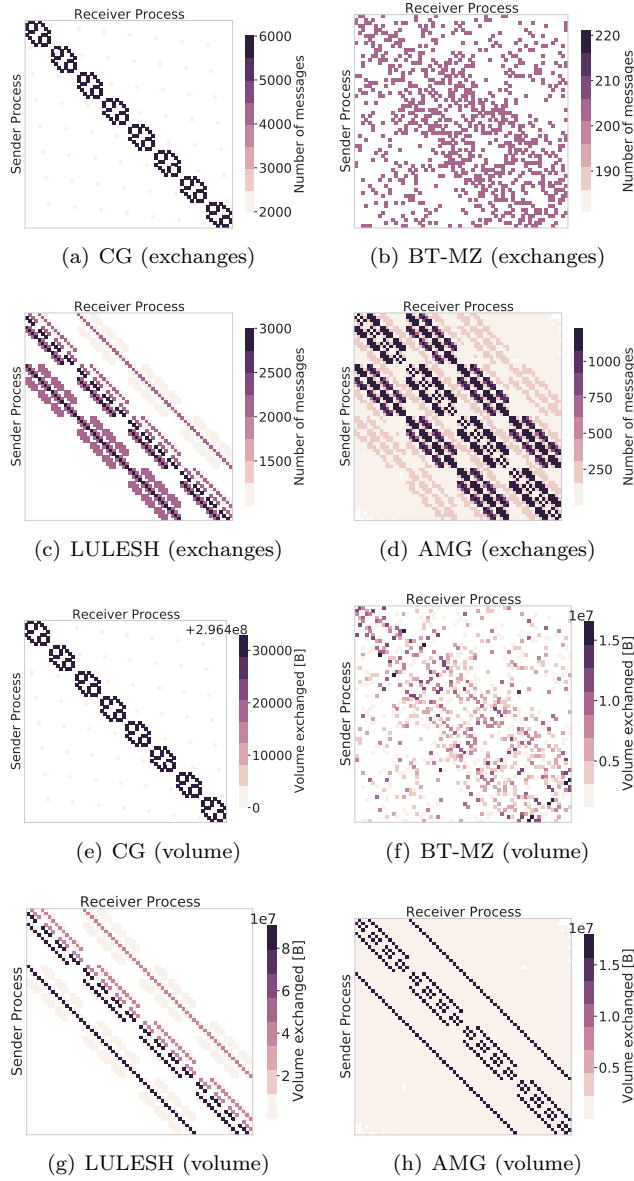 Receiver Process
Sender Process
6000
5000
4000
3000
2000
Number of messages
(a) CG (exchanges)
Receiver Process
Sender Process
220
210
200
190
Number of messages
(b) BT-MZ (exchanges)
Receiver Process
Sender Process
3000
2500
2000
1500
Number of messages
(c) LULESH (exchanges)
Receiver Process
Sender Process
1000
750
500
250
Number of messages
(d) AMG (exchanges)
Receiver Process
+2.964e8
Sender Process
30000
20000
10000
0
Volume exchanged [B]
(e) CG (volume)
Receiver Process
1e7
Sender Process
1.5
1.0
0.5
Volume exchanged [B]
(f) BT-MZ (volume)
Receiver Process
1e7
Sender Process
8
6
4
2
Volume exchanged [B]
(g) LULESH (volume)
Receiver Process
1e7
Sender Process
1.5
1.0
0.5
Volume exchanged [B]
(h) AMG (volume)